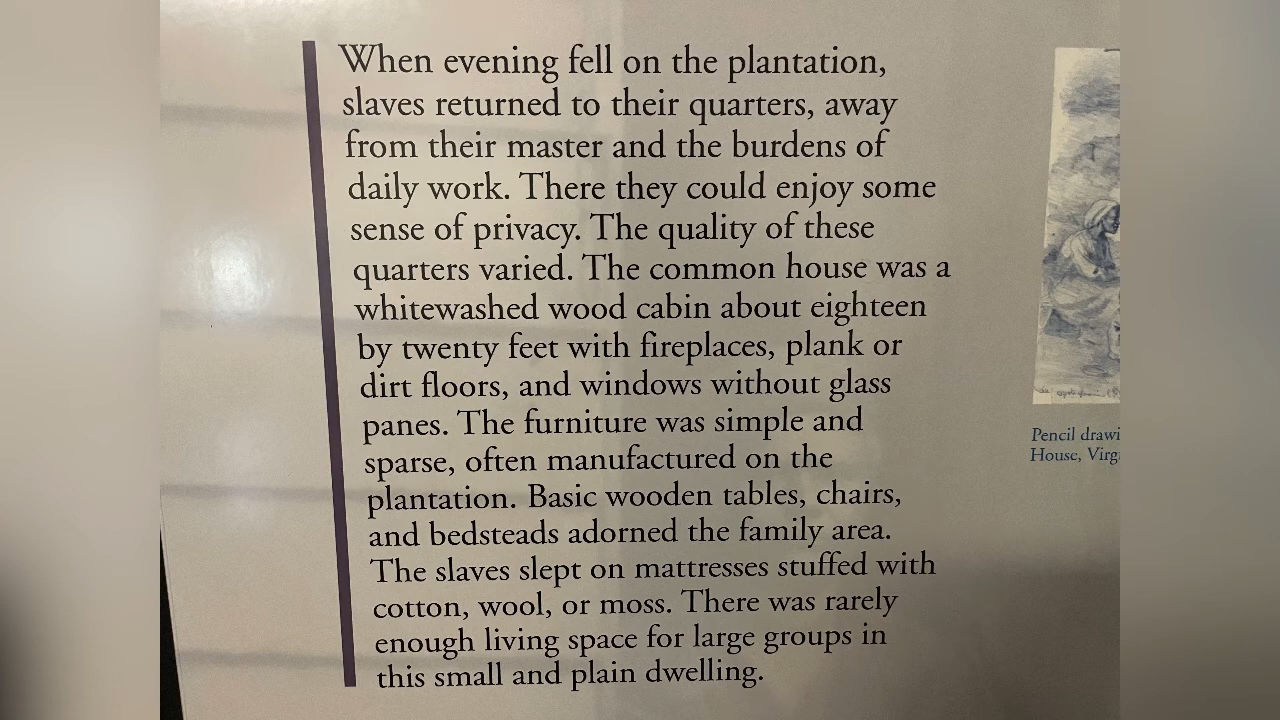 When evening fell on the plantation,
slaves returned to their quarters, away
from their master and the burdens of
daily work. There they could enjoy some
sense of privacy. The quality of these
quarters varied. The common house was a
whitewashed wood cabin about eighteen
by twenty feet with fireplaces, plank or
dirt floors, and windows without glass
panes. The furniture was simple and
sparse, often manufactured on the
plantation. Basic wooden tables, chairs,
and bedsteads adorned the family area.
The slaves slept on mattresses stuffed with
cotton, wool, or moss. There was rarely
enough living space for large groups in
this small and plain dwelling.
Pencil drawi
House, Virg